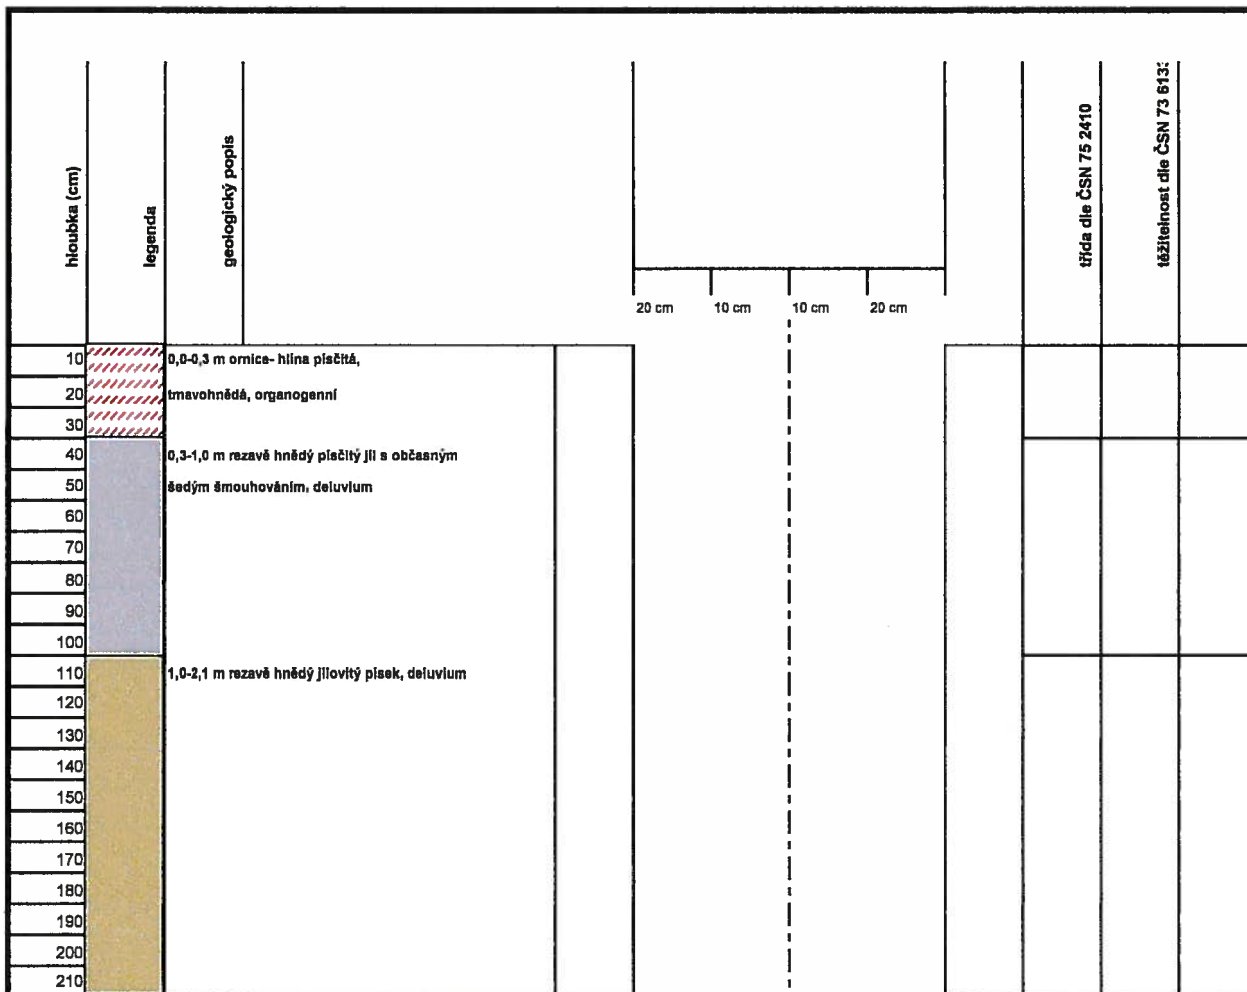 hloubka (cm)
legenda
geologický popis
třída dle ČSN 75 2410
těžitelnost dle ČSN 73 613
20 cm
10 cm
10 cm
20 cm
10
0,0-0,3 m ornice- hlína písčitá,
20
tmavohnědá, organogenní
30
40
0,3-1,0 m rezavě hnědý písčitý jíl s občasným
50
šedým šmouhováním, deluvium
60
70
80
90
100
110
1,0-2,1 m rezavě hnědý jílovitý písek, deluvium
120
130
140
150
160
170
180
190
200
210